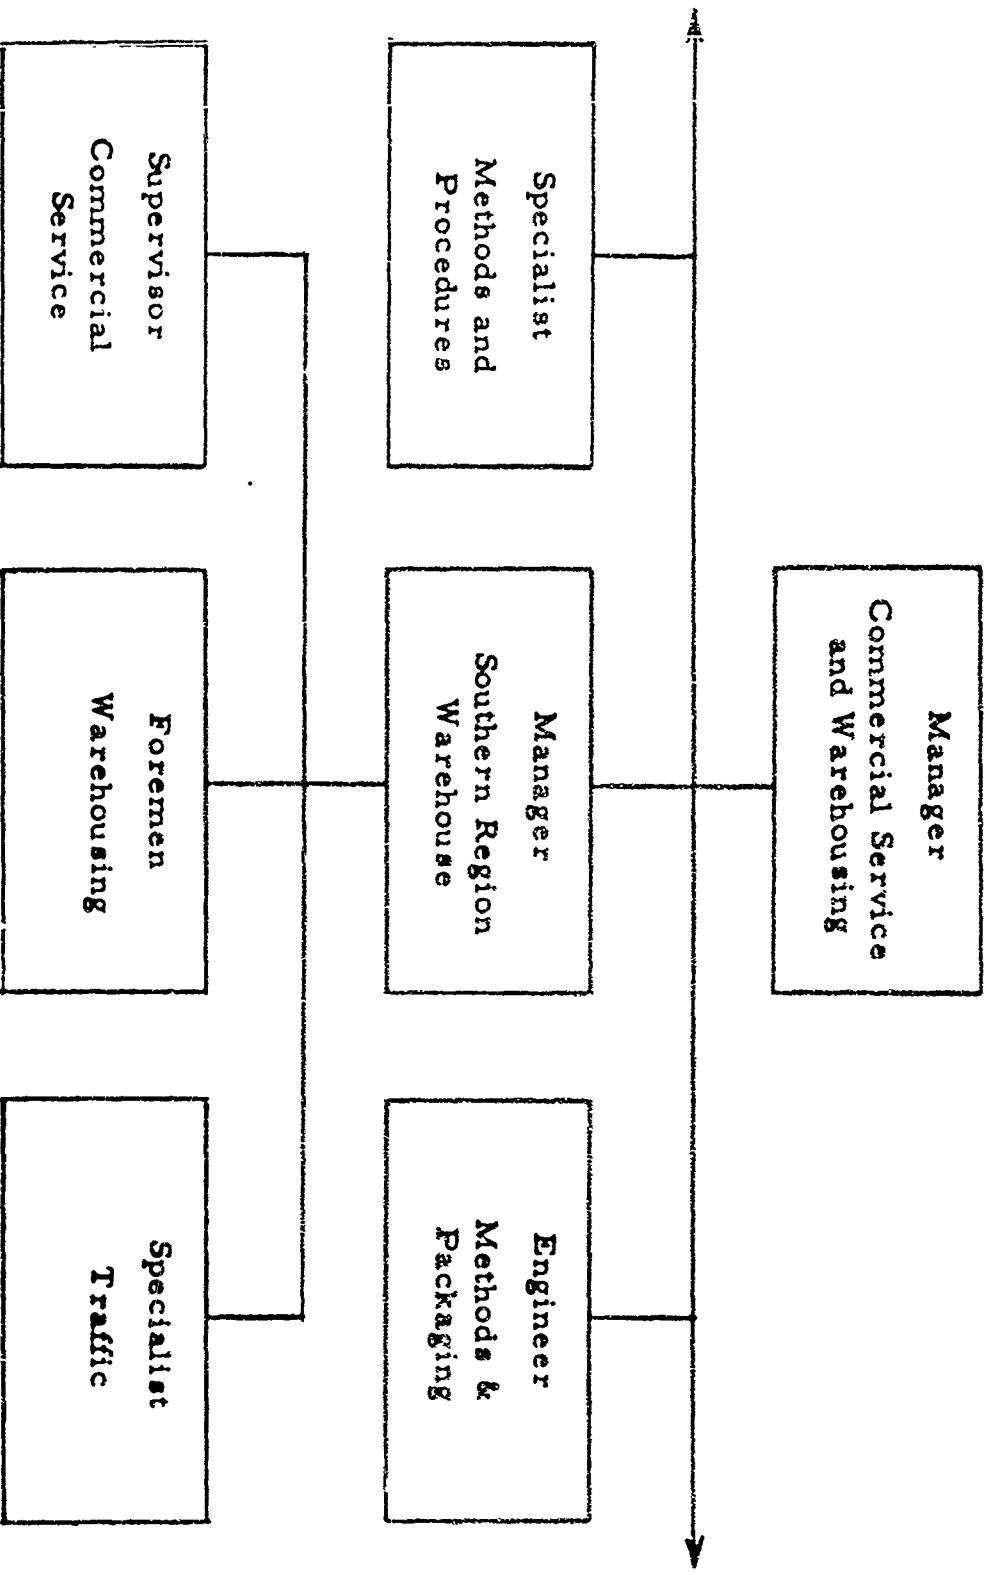 Manager
Commercial Service
and Warehousing
Specialist
Methods and
Procedures
Manager
Southern Region
Warehouse
Engineer
Methods &
Packaging
Supervisor
Commercial
Service
Foremen
Warehousing
Specialist
Traffic